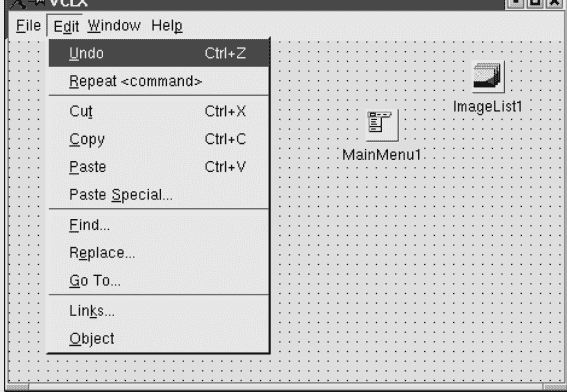 VCLX
File Edit Window Help
Undo Ctrl+Z
Repeat <command>
Cut Ctrl+X
Copy Ctrl+C
Paste Ctrl+V
Paste Special...
Find...
Replace...
Go To...
Links...
Object
ImageList1
MainMenu1